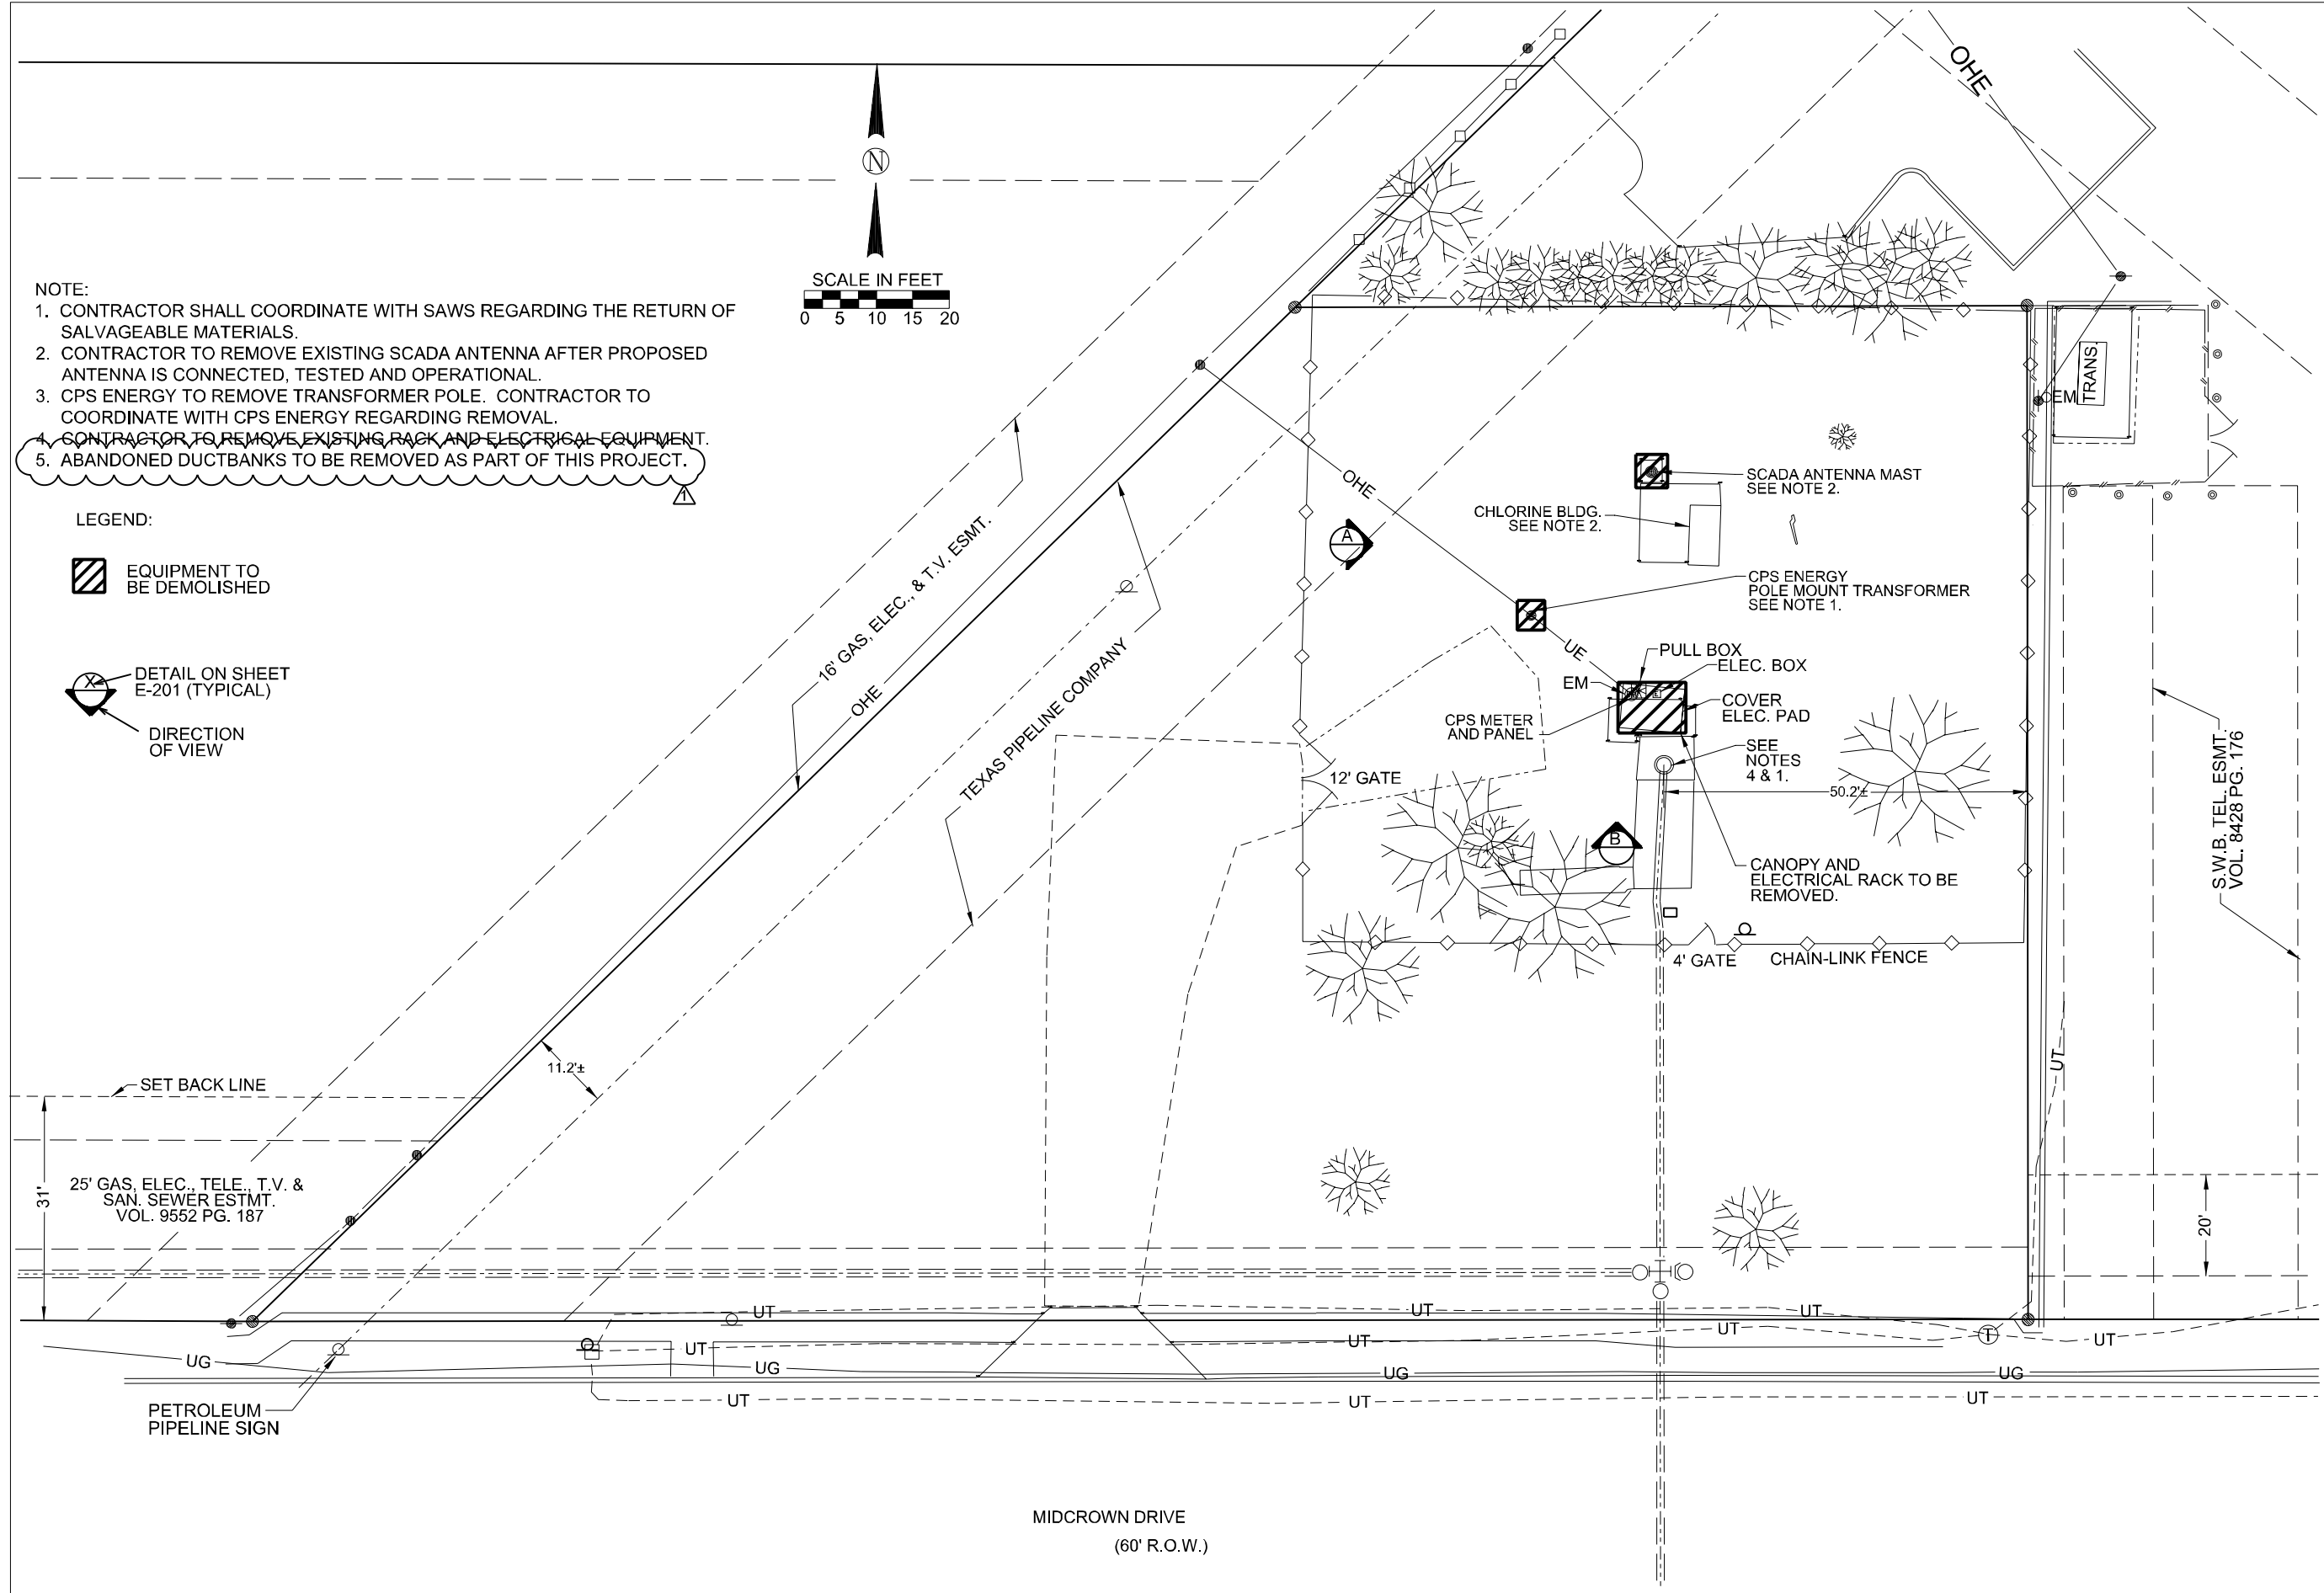 OHE
N
SCALE IN FEET
0 5 10 15 20
NOTE:
1. CONTRACTOR SHALL COORDINATE WITH SAWS REGARDING THE RETURN OF
SALVAGEABLE MATERIALS.
2. CONTRACTOR TO REMOVE EXISTING SCADA ANTENNA AFTER PROPOSED
ANTENNA IS CONNECTED, TESTED AND OPERATIONAL.
3. CPS ENERGY TO REMOVE TRANSFORMER POLE. CONTRACTOR TO
COORDINATE WITH CPS ENERGY REGARDING REMOVAL.
4. CONTRACTOR TO REMOVE EXISTING RACK AND ELECTRICAL EQUIPMENT.
5. ABANDONED DUCTBANKS TO BE REMOVED AS PART OF THIS PROJECT.
1
LEGEND:
EQUIPMENT TO
BE DEMOLISHED
X
DETAIL ON SHEET
E-201 (TYPICAL)
DIRECTION
OF VIEW
TRANS.
EM
OHE
SCADA ANTENNA MAST
SEE NOTE 2.
CHLORINE BLDG.
SEE NOTE 2.
A
CPS ENERGY
POLE MOUNT TRANSFORMER
SEE NOTE 1.
UE
PULL BOX
ELEC. BOX
EM
E
COVER
ELEC. PAD
CPS METER
AND PANEL
SEE
NOTES
4 & 1.
50.2'±
12' GATE
B
CANOPY AND
ELECTRICAL RACK TO BE
REMOVED.
4' GATE
CHAIN-LINK FENCE
16' GAS, ELEC., & T.V. ESMT.
OHE
TEXAS PIPELINE COMPANY
S.W.B. TEL. ESMT.
VOL. 8428 PG. 176
UT
11.2'±
SET BACK LINE
31'
25' GAS, ELEC., TELE., T.V. &
SAN. SEWER ESTMT.
VOL. 9552 PG. 187
20'
UT
UT
UT
UT
UT
UT
T
UT
UG
UG
UG
UG
UT
UT
UT
PETROLEUM
PIPELINE SIGN
MIDCROWN DRIVE
(60' R.O.W.)